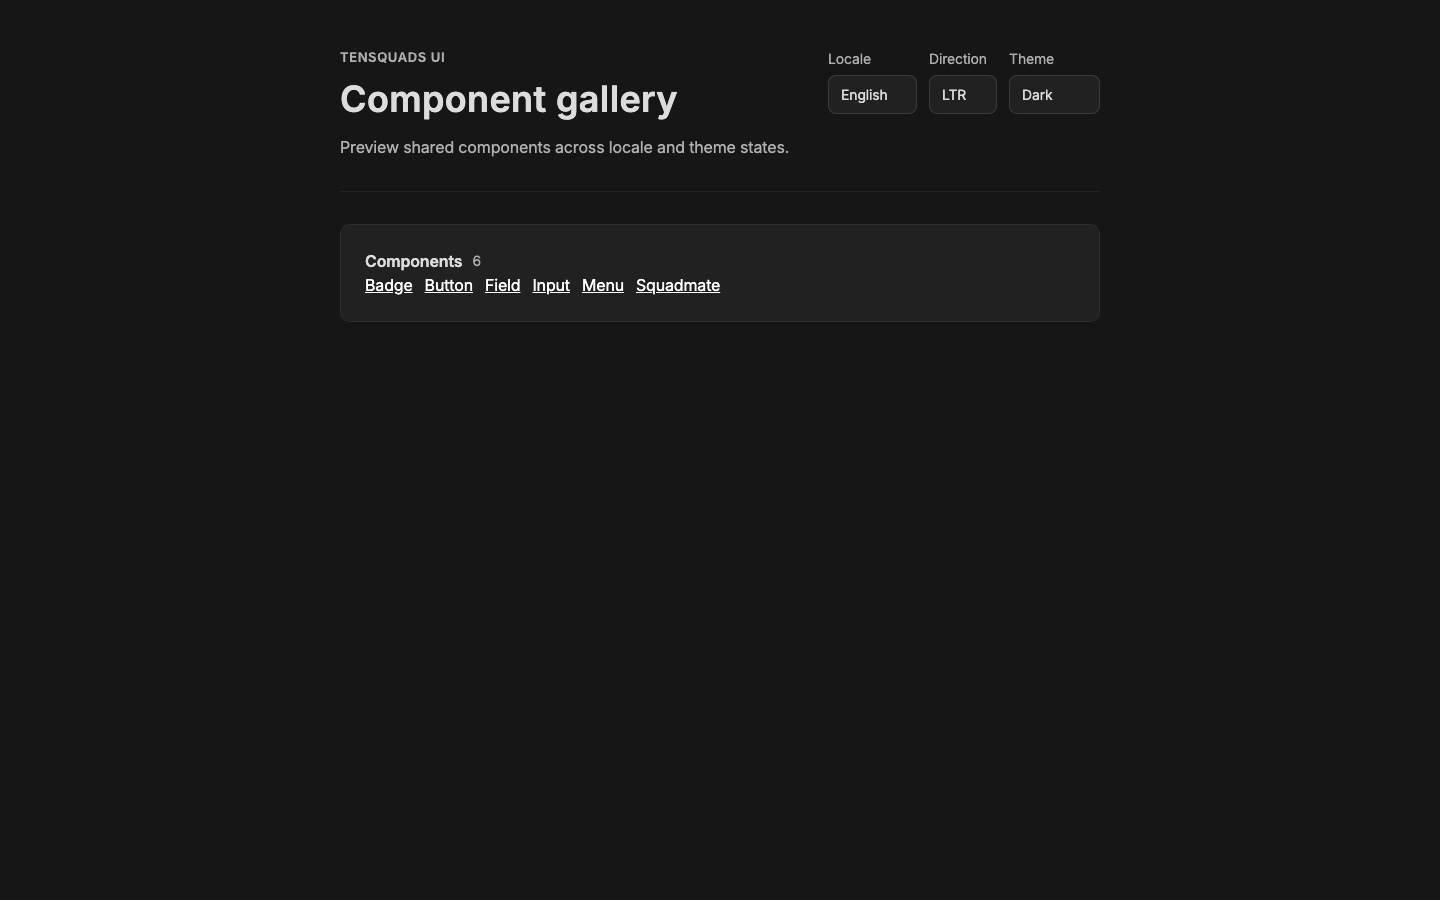 TENSQUADS UI
Component gallery
Preview shared components across locale and theme states.
Locale Direction Theme
English LTR Dark
Components 6
Badge Button Field Input Menu Squadmate